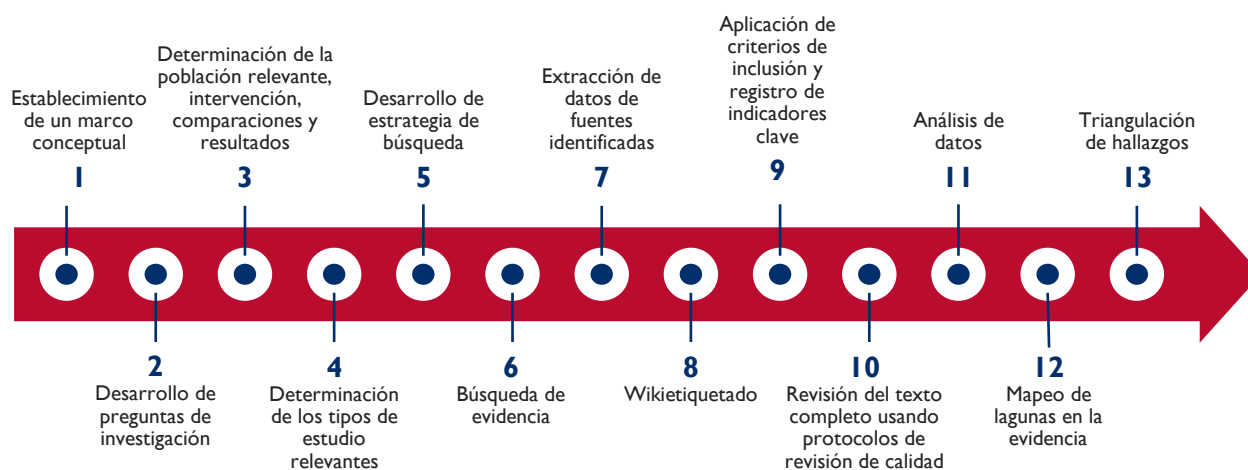 Establecimiento
de un marco
conceptual
1
2
Desarrollo de
preguntas de
investigación
Determinación de la
población relevante,
intervención,
comparaciones y
resultados
3
4
Determinación
de los tipos de
estudio
relevantes
Desarrollo de
estrategia de
búsqueda
5
6
Búsqueda de
evidencia
Extracción de
datos de
fuentes
identificadas
7
8
Wikietiquetado
Aplicación de
criterios de
inclusión y
registro de
indicadores
clave
9
10
Revisión del texto
completo usando
protocolos de
revisión de calidad
Análisis de
datos
11
12
Mapeo de
lagunas en la
evidencia
Triangulación
de hallazgos
13